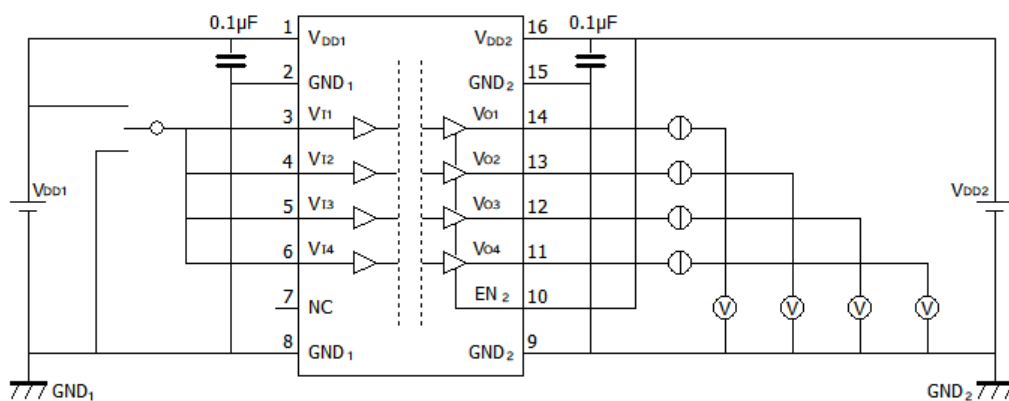 0.1μF 1 16 0.1μF
VDD1 VDD2
2 15
GND1 GND2
3 VI1 VO1 14
4 VI2 VO2 13
VDD1 VDD2
5 VI3 VO3 12
6 VI4 VO4 11
7 NC EN2 10
V V V V
8 GND1 GND2 9
GND1 GND2